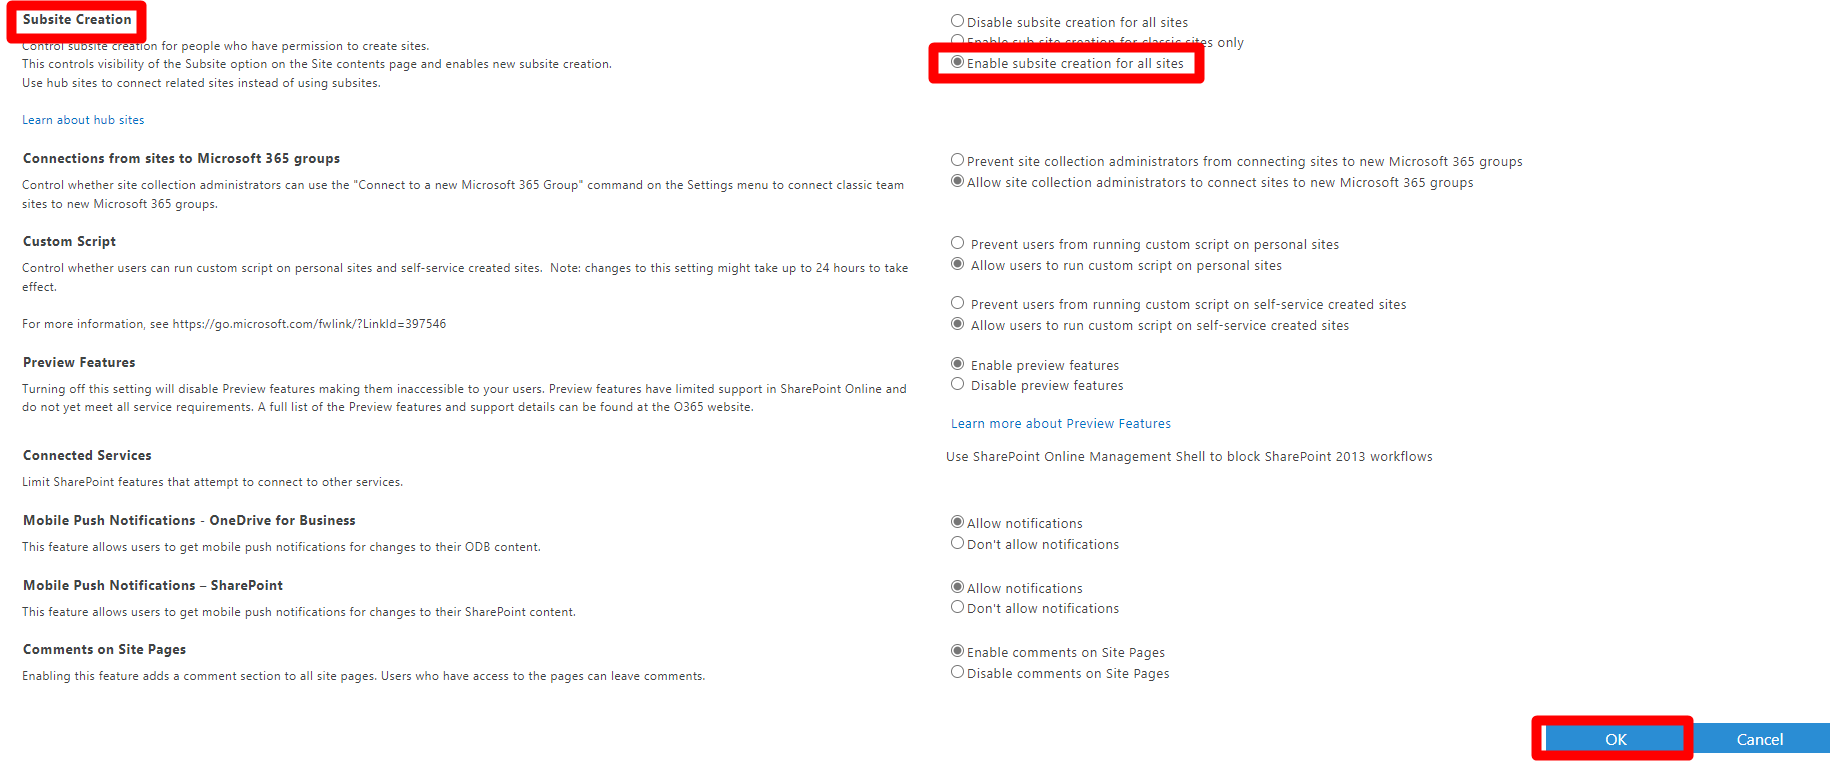 Subsite Creation
Control subsite creation for people who have permission to create sites.
This controls visibility of the Subsite option on the Site contents page and enables new subsite creation.
Use hub sites to connect related sites instead of using subsites.
Learn about hub sites
Disable subsite creation for all sites
Enable sub site creation for classic sites only
Enable subsite creation for all sites
Connections from sites to Microsoft 365 groups
Control whether site collection administrators can use the "Connect to a new Microsoft 365 Group" command on the Settings menu to connect classic team
sites to new Microsoft 365 groups.
Prevent site collection administrators from connecting sites to new Microsoft 365 groups
Allow site collection administrators to connect sites to new Microsoft 365 groups
Custom Script
Control whether users can run custom script on personal sites and self-service created sites. Note: changes to this setting might take up to 24 hours to take
effect.
For more information, see https://go.microsoft.com/fwlink/?LinkId=397546
Prevent users from running custom script on personal sites
Allow users to run custom script on personal sites
Prevent users from running custom script on self-service created sites
Allow users to run custom script on self-service created sites
Preview Features
Turning off this setting will disable Preview features making them inaccessible to your users. Preview features have limited support in SharePoint Online and
do not yet meet all service requirements. A full list of the Preview features and support details can be found at the O365 website.
Enable preview features
Disable preview features
Learn more about Preview Features
Connected Services
Limit SharePoint features that attempt to connect to other services.
Use SharePoint Online Management Shell to block SharePoint 2013 workflows
Mobile Push Notifications - OneDrive for Business
This feature allows users to get mobile push notifications for changes to their ODB content.
Allow notifications
Don't allow notifications
Mobile Push Notifications – SharePoint
This feature allows users to get mobile push notifications for changes to their SharePoint content.
Allow notifications
Don't allow notifications
Comments on Site Pages
Enabling this feature adds a comment section to all site pages. Users who have access to the pages can leave comments.
Enable comments on Site Pages
Disable comments on Site Pages
OK
Cancel